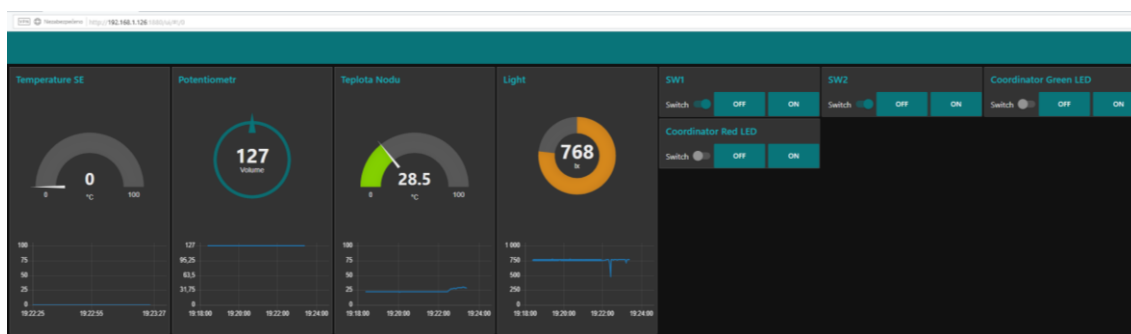 Nezabezpečeno http://192.168.1.128:1880/ui/#!/0
Temperature SE
0
°C
0 100
100
75
50
25
0
19:22:25 19:22:55 19:23:27
Potentiometr
127
Volume
127
95,25
63,5
31,75
0
19:18:00 19:20:00 19:22:00 19:24:00
Teplota Nodu
28.5
°C
0 100
100
75
50
25
0
19:18:00 19:20:00 19:22:00 19:24:00
Light
768
lx
1 000
750
500
250
0
19:18:00 19:20:00 19:22:00 19:24:00
SW1
Switch OFF ON
SW2
Switch OFF ON
Coordinator Green LED
Switch OFF ON
Coordinator Red LED
Switch OFF ON